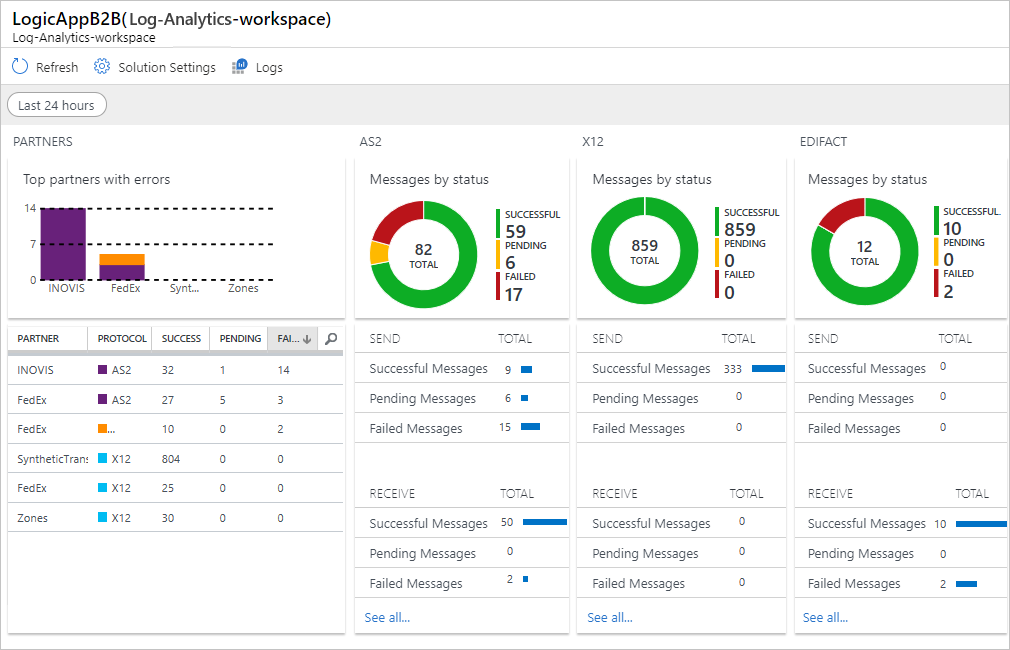 LogicAppB2B(Log-Analytics-workspace)
Log-Analytics-workspace
Refresh Solution Settings Logs
Last 24 hours
PARTNERS
Top partners with errors
14
7
0
INOVIS FedEx Synt... Zones
PARTNER PROTOCOL SUCCESS PENDING FAI...
INOVIS AS2 32 1 14
FedEx AS2 27 5 3
FedEx ... 10 0 2
SyntheticTrans X12 804 0 0
FedEx X12 25 0 0
Zones X12 30 0 0
AS2
Messages by status
82
TOTAL
SUCCESSFUL
59
PENDING
6
FAILED
17
SEND TOTAL
Successful Messages 9
Pending Messages 6
Failed Messages 15
RECEIVE TOTAL
Successful Messages 50
Pending Messages 0
Failed Messages 2
See all...
X12
Messages by status
859
TOTAL
SUCCESSFUL
859
PENDING
0
FAILED
0
SEND TOTAL
Successful Messages 333
Pending Messages 0
Failed Messages 0
RECEIVE TOTAL
Successful Messages 0
Pending Messages 0
Failed Messages 0
See all...
EDIFACT
Messages by status
12
TOTAL
SUCCESSFUL.
10
PENDING
0
FAILED
2
SEND TOTAL
Successful Messages 0
Pending Messages 0
Failed Messages 0
RECEIVE TOTAL
Successful Messages 10
Pending Messages 0
Failed Messages 2
See all...